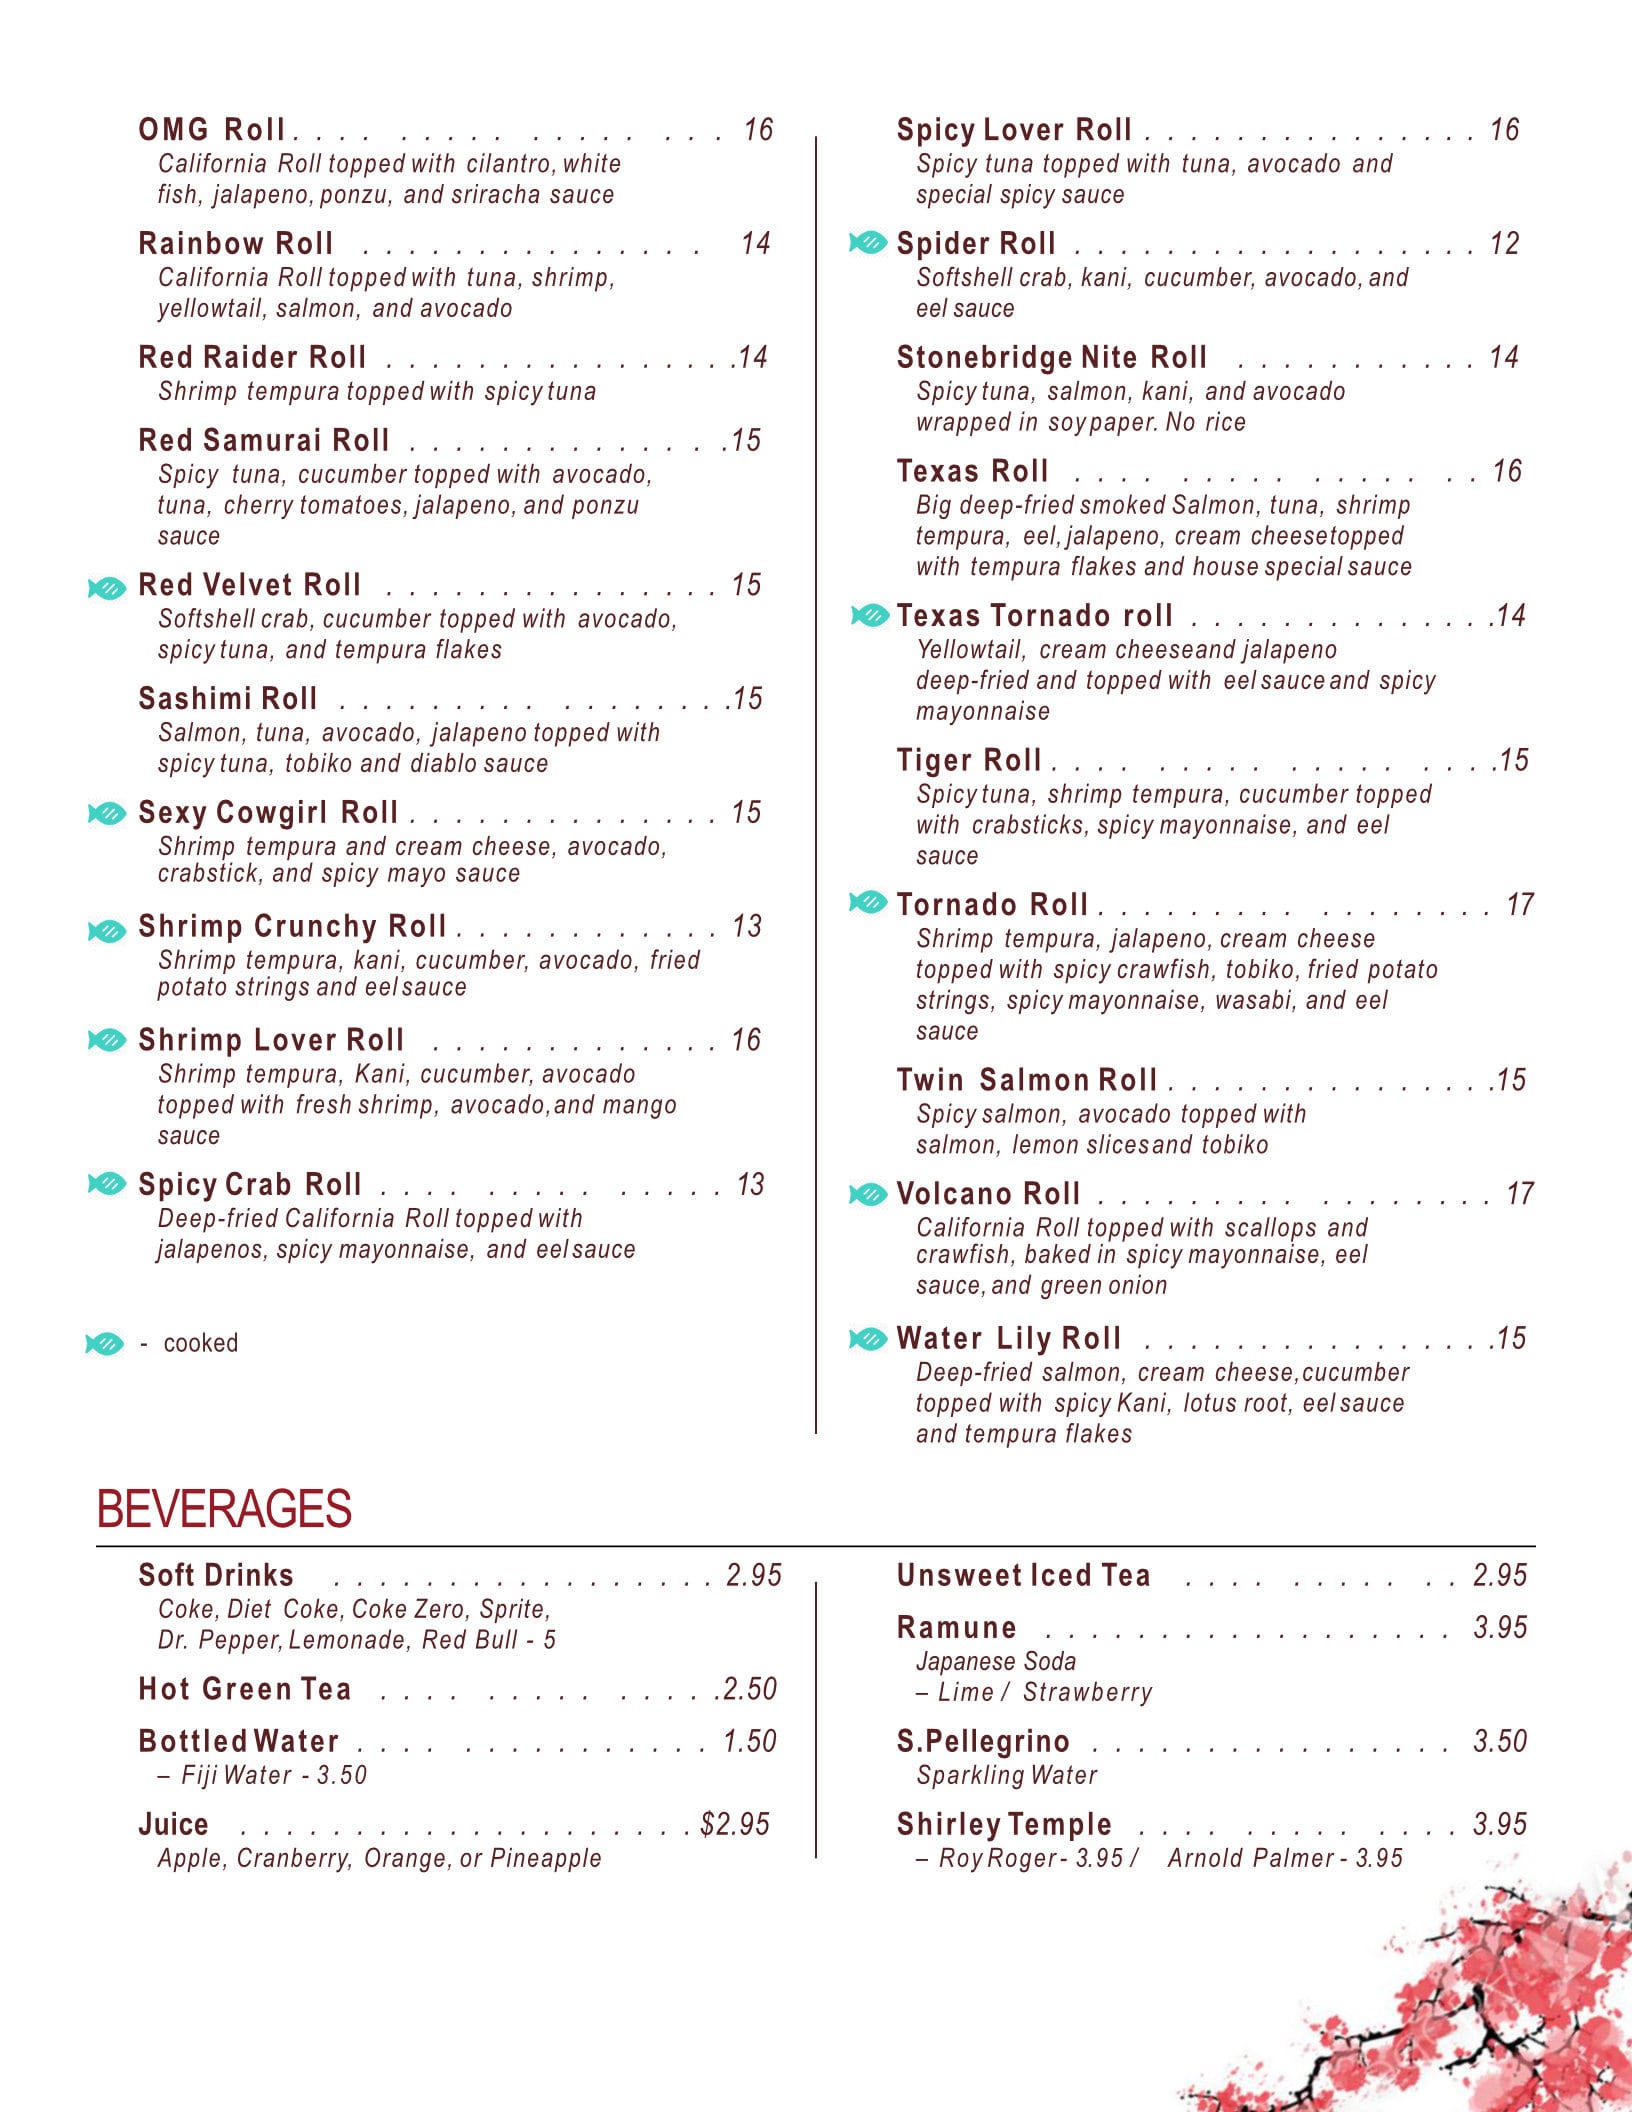 OMG Roll . . . . . . . . . . . . . . . . . 16
California Roll topped with cilantro, white
fish, jalapeno, ponzu, and sriracha sauce
Rainbow Roll . . . . . . . . . . . . . . . 14
California Roll topped with tuna, shrimp,
yellowtail, salmon, and avocado
Red Raider Roll . . . . . . . . . . . . . . . .14
Shrimp tempura topped with spicy tuna
Red Samurai Roll . . . . . . . . . . . . . .15
Spicy tuna, cucumber topped with avocado,
tuna, cherry tomatoes, jalapeno, and ponzu
sauce
Red Velvet Roll . . . . . . . . . . . . . . . 15
Softshell crab, cucumber topped with avocado,
spicy tuna, and tempura flakes
Sashimi Roll . . . . . . . . . . . . . . . . .15
Salmon, tuna, avocado, jalapeno topped with
spicy tuna, tobiko and diablo sauce
Sexy Cowgirl Roll . . . . . . . . . . . . . . 15
Shrimp tempura and cream cheese, avocado,
crabstick, and spicy mayo sauce
Shrimp Crunchy Roll . . . . . . . . . . . . 13
Shrimp tempura, kani, cucumber, avocado, fried
potato strings and eel sauce
Shrimp Lover Roll . . . . . . . . . . . . . 16
Shrimp tempura, Kani, cucumber, avocado
topped with fresh shrimp, avocado, and mango
sauce
Spicy Crab Roll . . . . . . . . . . . . . . 13
Deep-fried California Roll topped with
jalapenos, spicy mayonnaise, and eel sauce
- cooked
Spicy Lover Roll . . . . . . . . . . . . . . . 16
Spicy tuna topped with tuna, avocado and
special spicy sauce
Spider Roll . . . . . . . . . . . . . . . . . . 12
Softshell crab, kani, cucumber, avocado, and
eel sauce
Stonebridge Nite Roll . . . . . . . . . . . 14
Spicy tuna, salmon, kani, and avocado
wrapped in soy paper. No rice
Texas Roll . . . . . . . . . . . . . . . . 16
Big deep-fried smoked Salmon, tuna, shrimp
tempura, eel, jalapeno, cream cheese topped
with tempura flakes and house special sauce
Texas Tornado roll . . . . . . . . . . . . . .14
Yellowtail, cream cheese and jalapeno
deep-fried and topped with eel sauce and spicy
mayonnaise
Tiger Roll . . . . . . . . . . . . . . . . . .15
Spicy tuna, shrimp tempura, cucumber topped
with crabsticks, spicy mayonnaise, and eel
sauce
Tornado Roll . . . . . . . . . . . . . . . . . 17
Shrimp tempura, jalapeno, cream cheese
topped with spicy crawfish, tobiko, fried potato
strings, spicy mayonnaise, wasabi, and eel
sauce
Twin Salmon Roll . . . . . . . . . . . . . . .15
Spicy salmon, avocado topped with
salmon, lemon slices and tobiko
Volcano Roll . . . . . . . . . . . . . . . . . 17
California Roll topped with scallops and
crawfish, baked in spicy mayonnaise, eel
sauce, and green onion
Water Lily Roll . . . . . . . . . . . . . . . .15
Deep-fried salmon, cream cheese, cucumber
topped with spicy Kani, lotus root, eel sauce
and tempura flakes
BEVERAGES
Soft Drinks . . . . . . . . . . . . . . . . . 2.95
Coke, Diet Coke, Coke Zero, Sprite,
Dr. Pepper, Lemonade, Red Bull - 5
Hot Green Tea . . . . . . . . . . . . . .2.50
Bottled Water . . . . . . . . . . . . . . . 1.50
– Fiji Water - 3.50
Juice . . . . . . . . . . . . . . . . . . . . $2.95
Apple, Cranberry, Orange, or Pineapple
Unsweet Iced Tea . . . . . . . . . . . 2.95
Ramune . . . . . . . . . . . . . . . . . . 3.95
Japanese Soda
– Lime / Strawberry
S.Pellegrino . . . . . . . . . . . . . . . . 3.50
Sparkling Water
Shirley Temple . . . . . . . . . . . . . 3.95
– Roy Roger - 3.95 / Arnold Palmer - 3.95